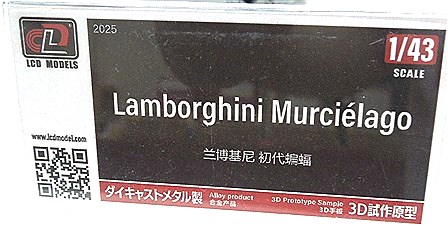 LCD MODELS
2025
1/43
SCALE
Lamborghini Murciélago
兰博基尼 初代蝙蝠
www.lcdmodel.com
ダイキャストメタル製
Alloy product
合金产品
3D Prototype Sample
3D手板
3D試作原型